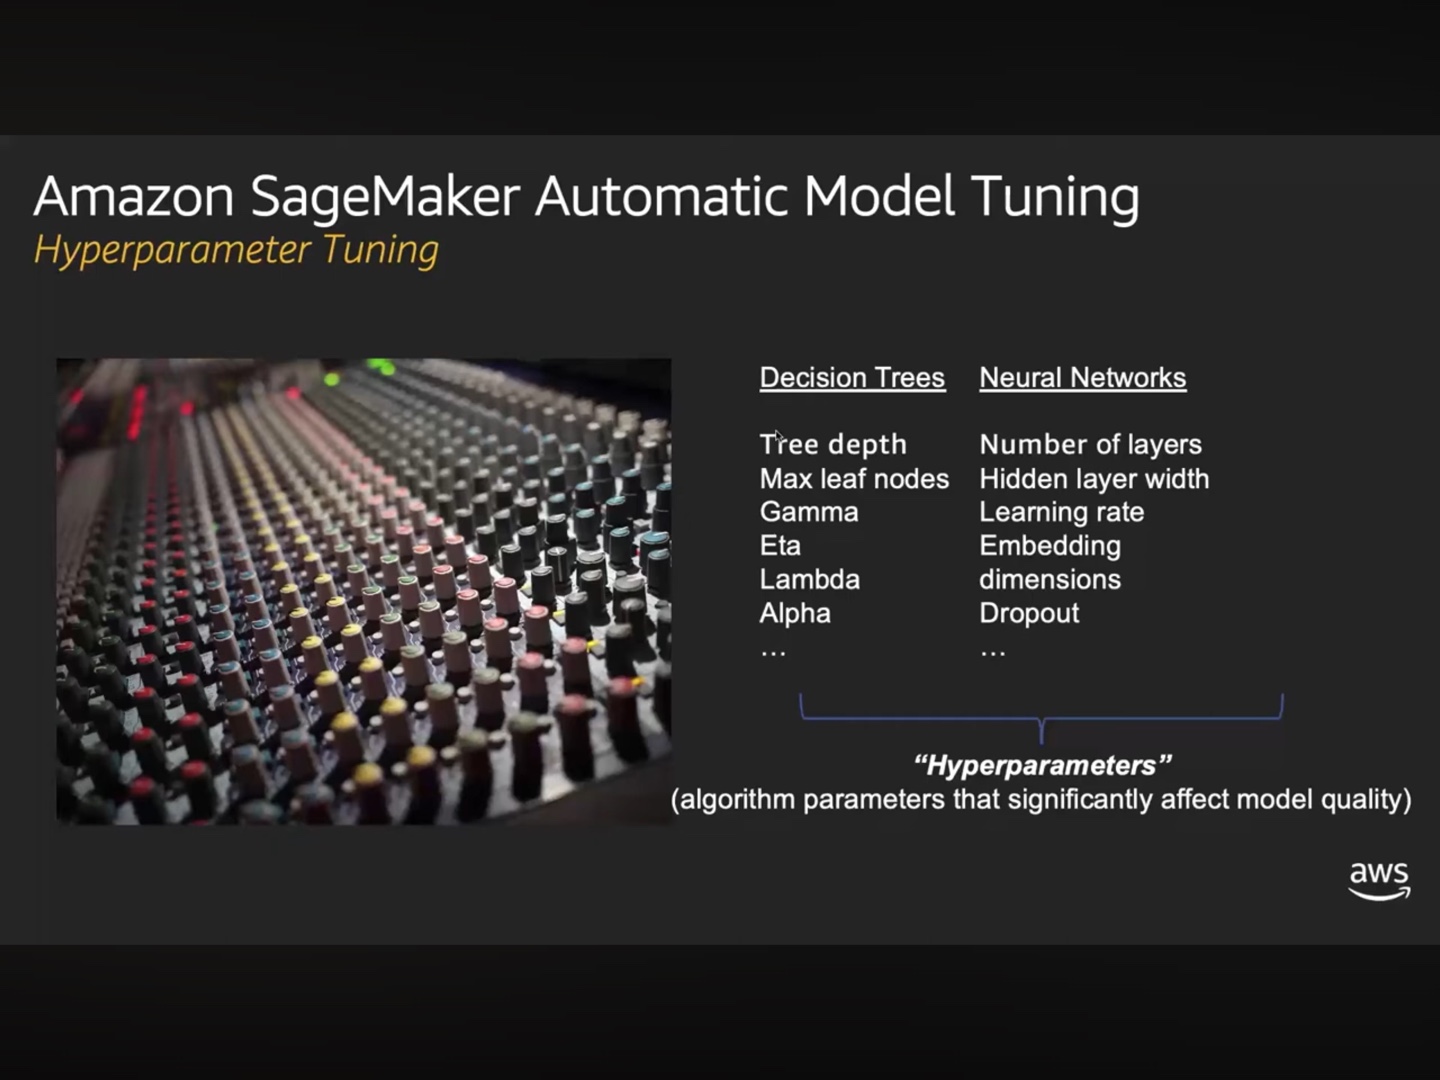 Amazon SageMaker Automatic Model Tuning
Hyperparameter Tuning
Decision Trees
Tree depth
Max leaf nodes
Gamma
Eta
Lambda
Alpha
...
Neural Networks
Number of layers
Hidden layer width
Learning rate
Embedding
dimensions
Dropout
...
“Hyperparameters”
(algorithm parameters that significantly affect model quality)
aws